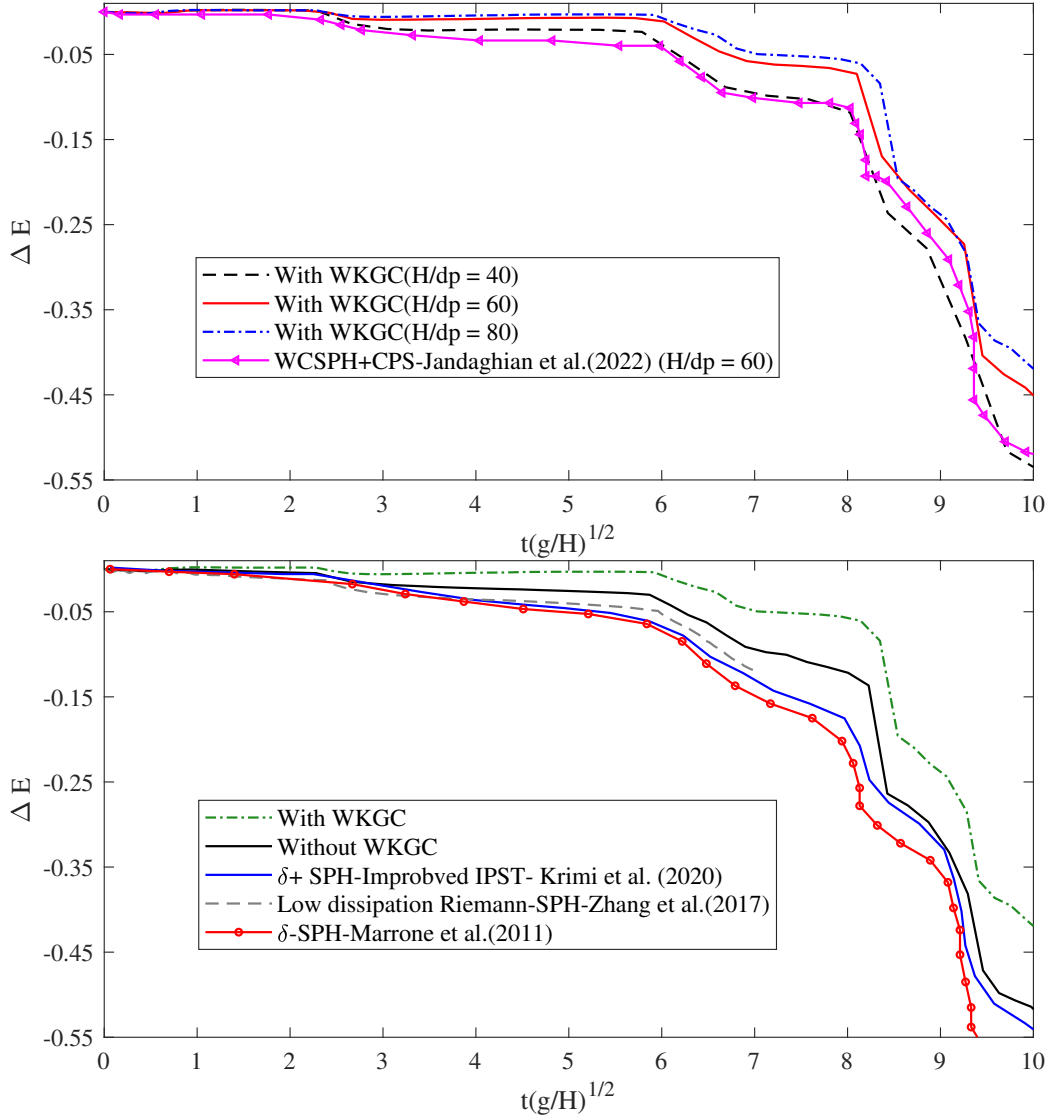 -0.05
-0.15
-0.25
-0.35
-0.45
-0.55
Δ E
With WKGC(H/dp = 40)
With WKGC(H/dp = 60)
With WKGC(H/dp = 80)
WCSPH+CPS-Jandaghian et al.(2022) (H/dp = 60)
0 1 2 3 4 5 6 7 8 9 10
t(g/H)^1/2
-0.05
-0.15
-0.25
-0.35
-0.45
-0.55
Δ E
With WKGC
Without WKGC
δ+ SPH-Improbved IPST- Krimi et al. (2020)
Low dissipation Riemann-SPH-Zhang et al.(2017)
δ-SPH-Marrone et al.(2011)
0 1 2 3 4 5 6 7 8 9 10
t(g/H)^1/2